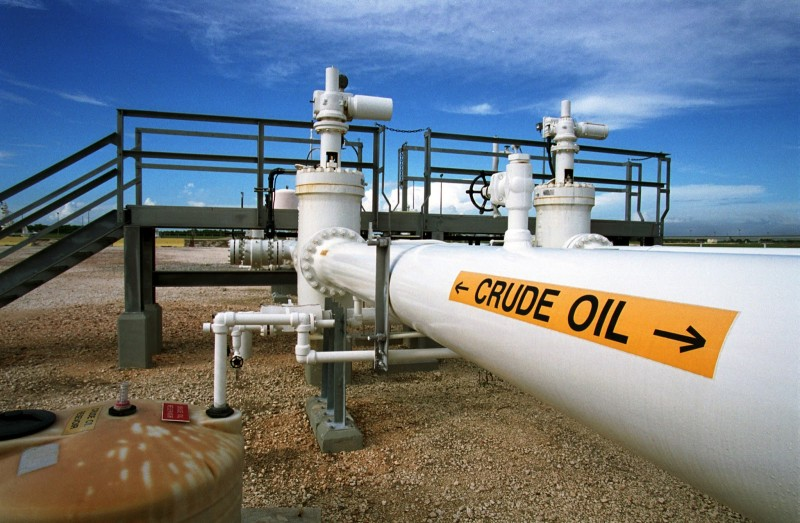 ← CRUDE OIL →